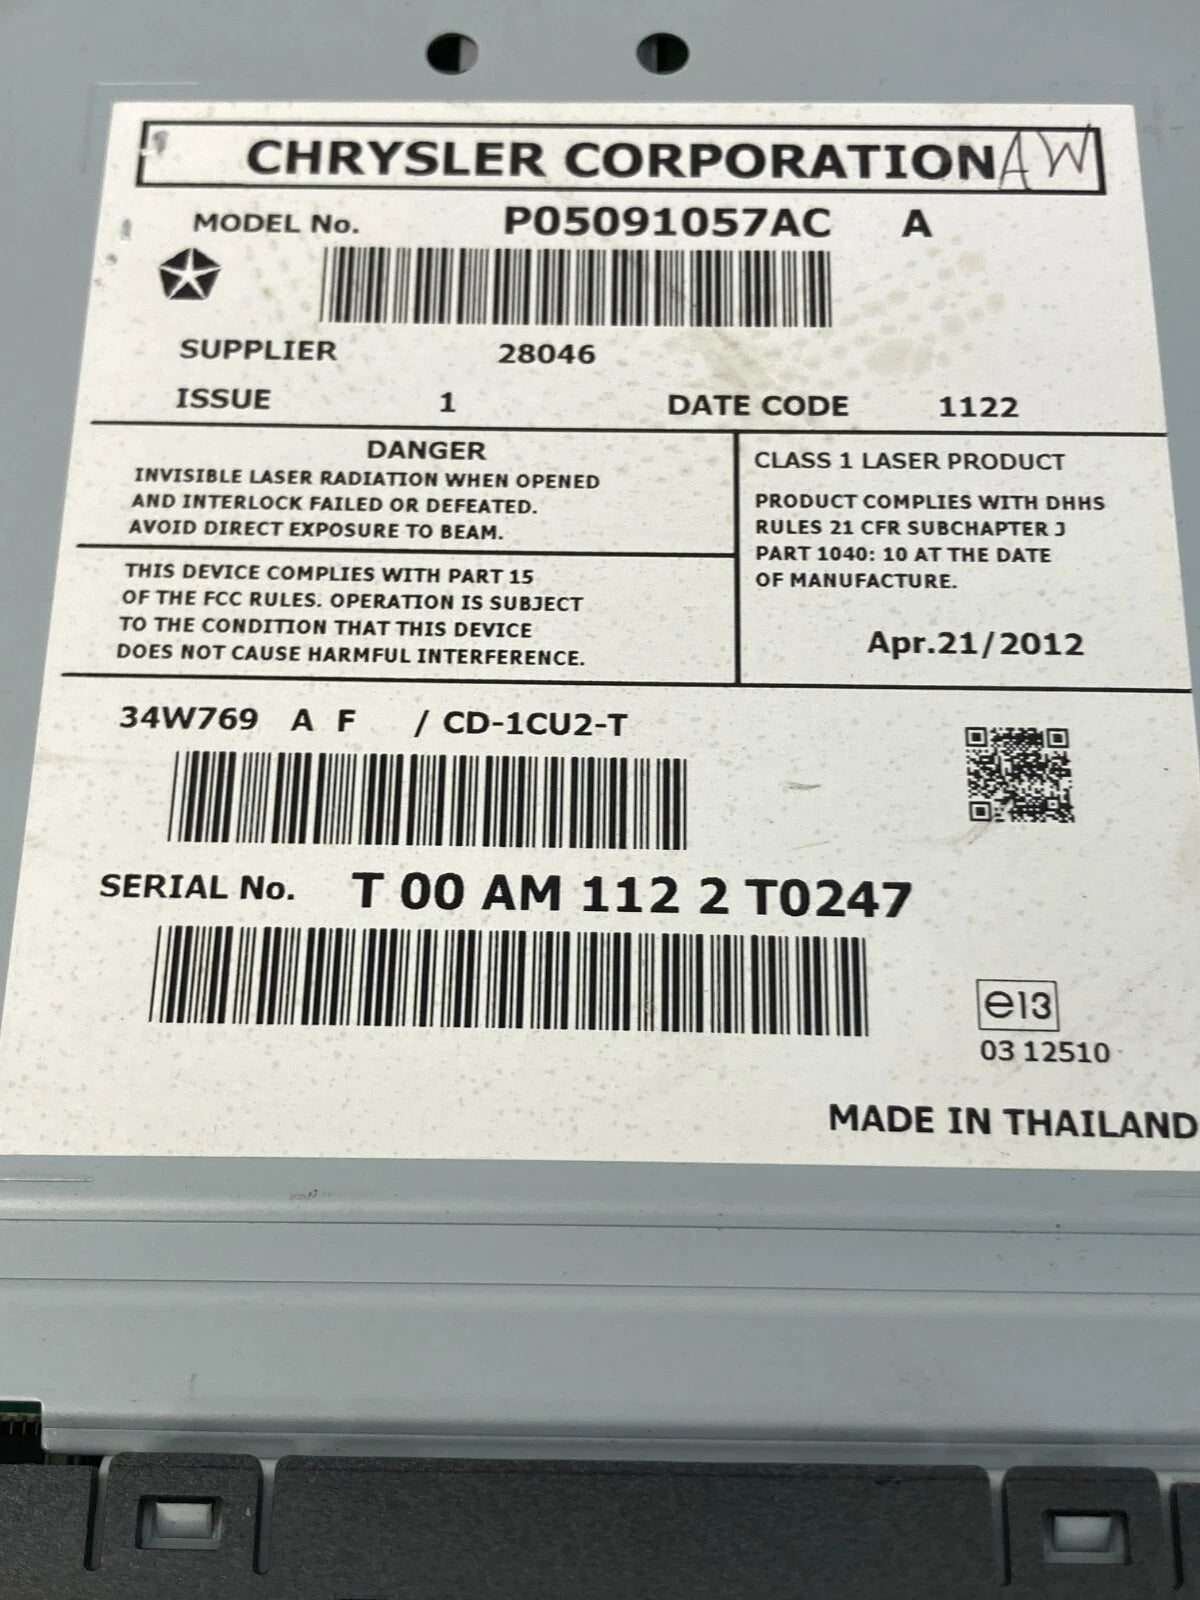 CHRYSLER CORPORATION AW
MODEL No. P05091057AC A
SUPPLIER 28046
ISSUE 1 DATE CODE 1122
DANGER
INVISIBLE LASER RADIATION WHEN OPENED
AND INTERLOCK FAILED OR DEFEATED.
AVOID DIRECT EXPOSURE TO BEAM.
THIS DEVICE COMPLIES WITH PART 15
OF THE FCC RULES. OPERATION IS SUBJECT
TO THE CONDITION THAT THIS DEVICE
DOES NOT CAUSE HARMFUL INTERFERENCE.
CLASS 1 LASER PRODUCT
PRODUCT COMPLIES WITH DHHS
RULES 21 CFR SUBCHAPTER J
PART 1040: 10 AT THE DATE
OF MANUFACTURE.
Apr.21/2012
34W769 A F / CD-1CU2-T
SERIAL No. T 00 AM 112 2 T0247
e13
03 12510
MADE IN THAILAND